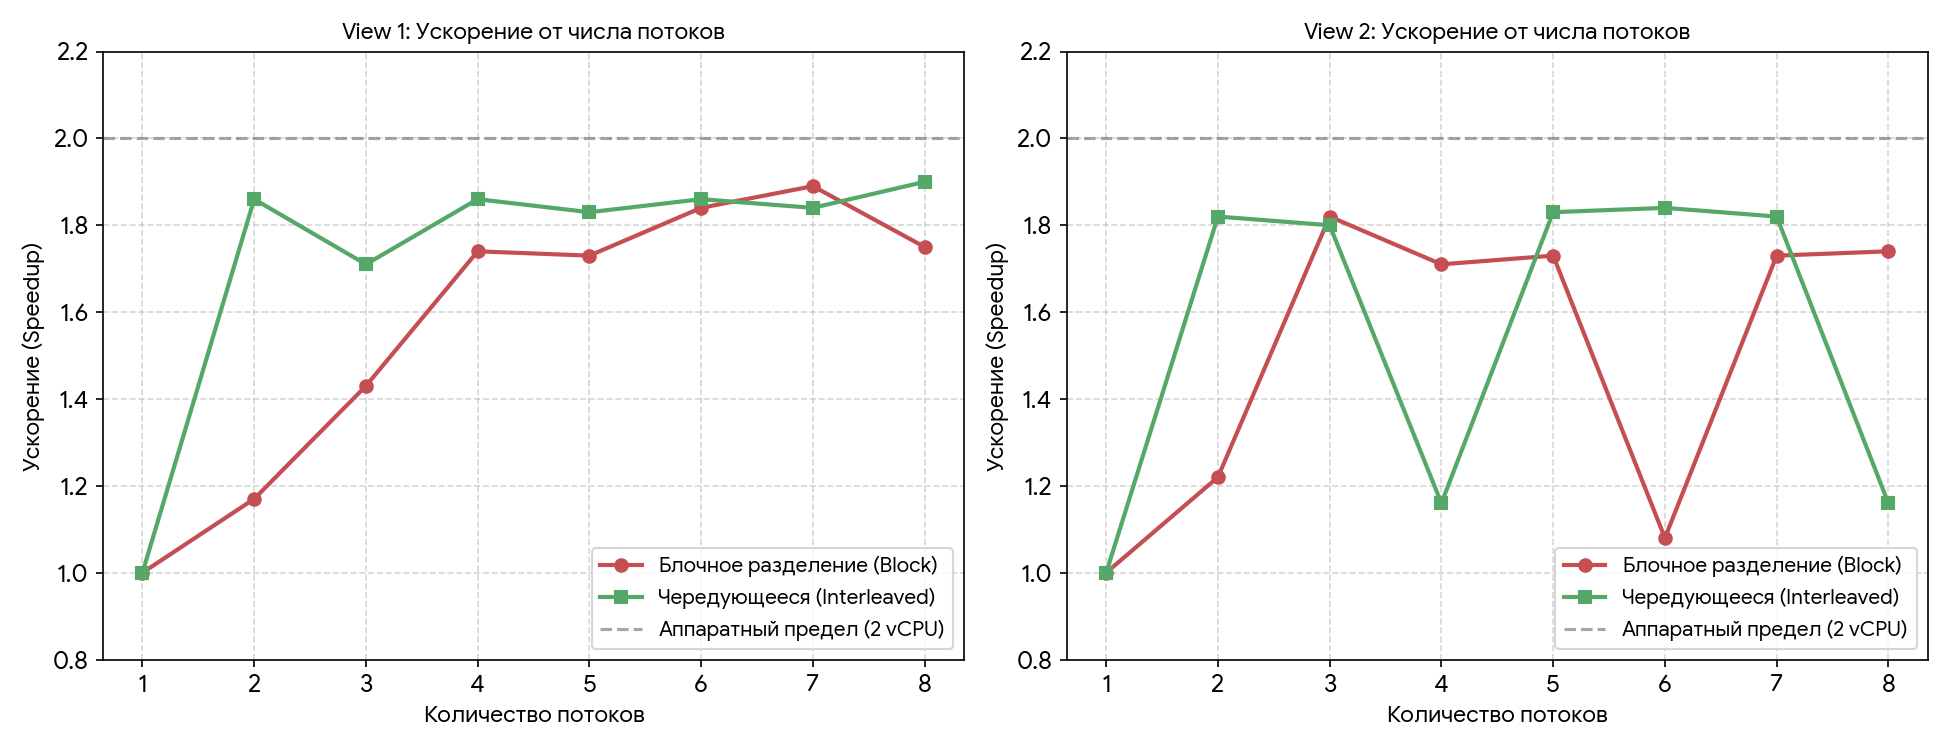 View 1: Ускорение от числа потоков
Ускорение (Speedup)
2.2
2.0
1.8
1.6
1.4
1.2
1.0
0.8
1 2 3 4 5 6 7 8
Количество потоков
Блочное разделение (Block)
Чередующееся (Interleaved)
Аппаратный предел (2 vCPU)
View 2: Ускорение от числа потоков
Ускорение (Speedup)
2.2
2.0
1.8
1.6
1.4
1.2
1.0
0.8
1 2 3 4 5 6 7 8
Количество потоков
Блочное разделение (Block)
Чередующееся (Interleaved)
Аппаратный предел (2 vCPU)